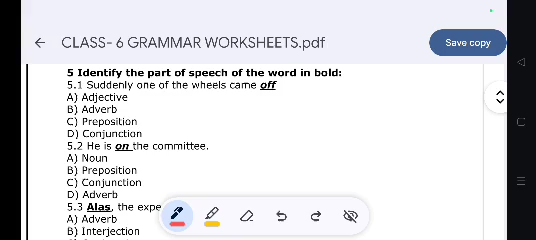 CLASS- 6 GRAMMAR WORKSHEETS.pdf
Save copy
5 Identify the part of speech of the word in bold:
5.1 Suddenly one of the wheels came off
A) Adjective
B) Adverb
C) Preposition
D) Conjunction
5.2 He is on the committee.
A) Noun
B) Preposition
C) Conjunction
D) Adverb
5.3 Alas, the expe
A) Adverb
B) Interjection